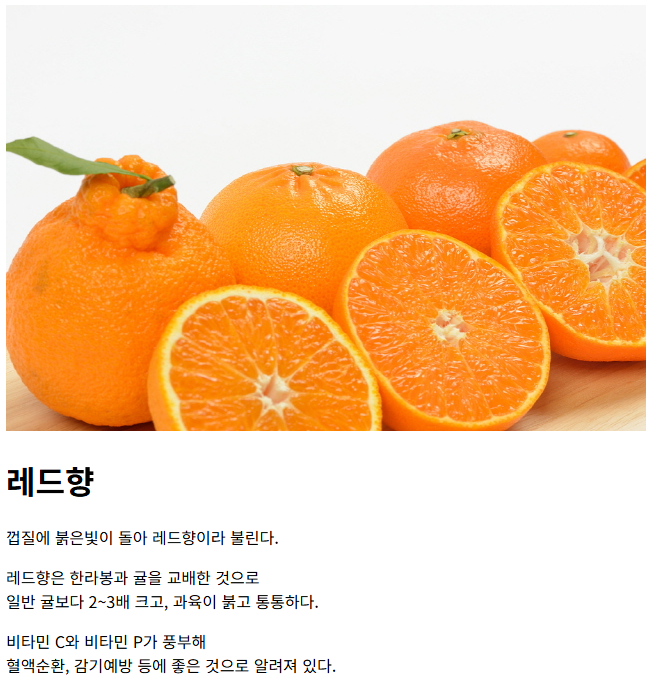 레드향
껍질에 붉은빛이 돌아 레드향이라 불린다.
레드향은 한라봉과 귤을 교배한 것으로
일반 귤보다 2~3배 크고, 과육이 붉고 통통하다.
비타민 C와 비타민 P가 풍부해
혈액순환, 감기예방 등에 좋은 것으로 알려져 있다.